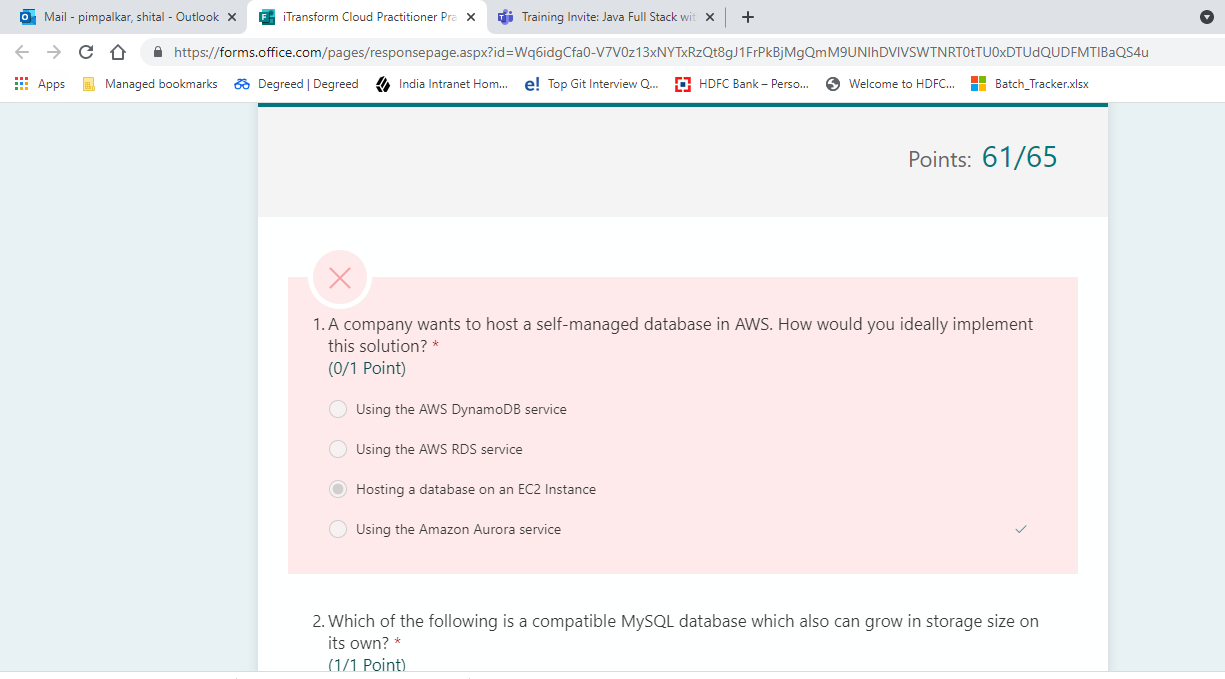 Mail - pimpalkar, shital - Outlook
iTransform Cloud Practitioner Pra
Training Invite: Java Full Stack wit
https://forms.office.com/pages/responsepage.aspx?id=Wq6idgCfa0-V7V0z13xNYTxRzQt8gJ1FrPkBjMgQmM9UNlhDVlVSWTNRT0tTU0xDTUdQUDFMTlBaQS4u
Apps
Managed bookmarks
Degreed | Degreed
India Intranet Hom...
e! Top Git Interview Q...
HDFC Bank – Perso...
Welcome to HDFC...
Batch_Tracker.xlsx
Points: 61/65
1. A company wants to host a self-managed database in AWS. How would you ideally implement
this solution? *
(0/1 Point)
Using the AWS DynamoDB service
Using the AWS RDS service
Hosting a database on an EC2 Instance
Using the Amazon Aurora service
2. Which of the following is a compatible MySQL database which also can grow in storage size on
its own? *
(1/1 Point)